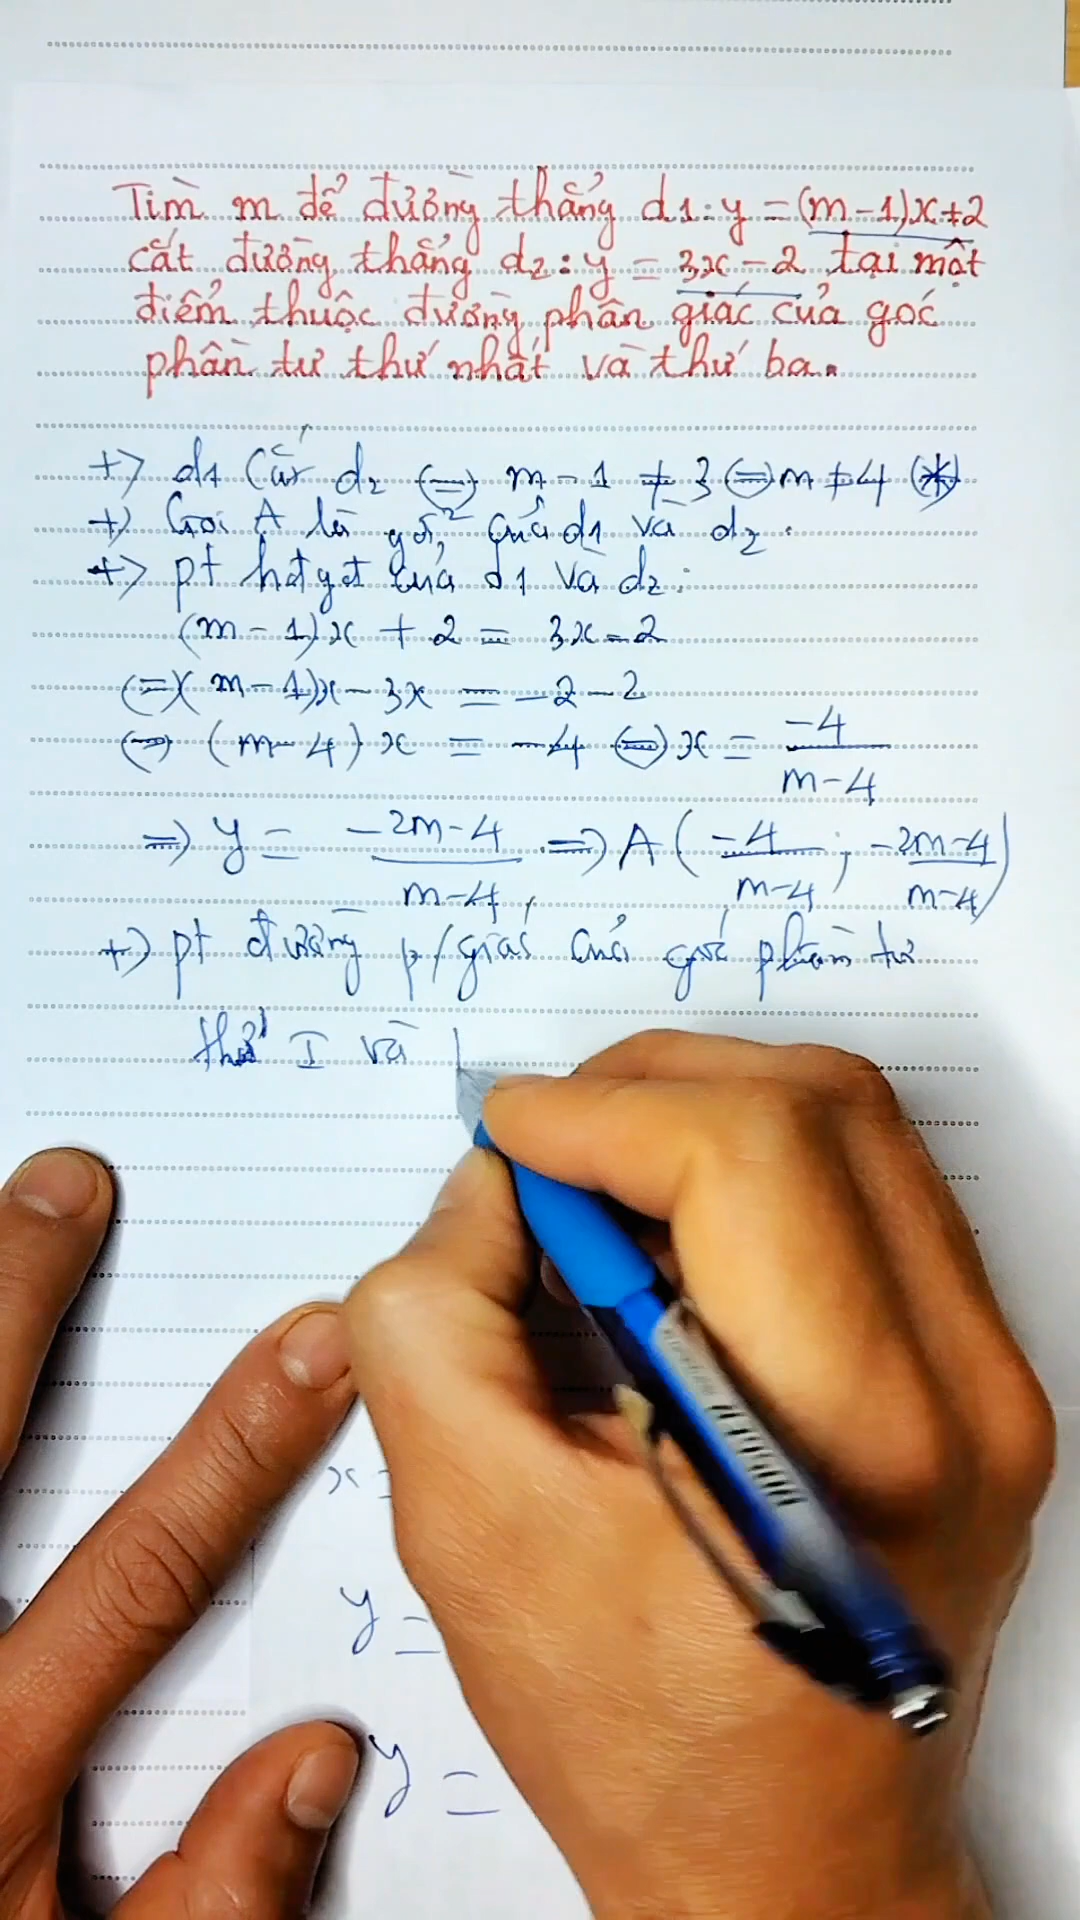 Tìm m để đường thẳng d1: y = (m-1)x+2
cắt đường thẳng d2: y = 3x-2 tại một
điểm thuộc đường phân giác của góc
phần tư thứ nhất và thứ ba.
+) d1 cắt d2 (=) m-1 ≠ 3 (=) m ≠ 4 (*)
+) Gọi A là gđ² của d1 và d2.
+) pt hđgđ của d1 và d2:
(m-1)x + 2 = 3x-2
(=) (m-1)x - 3x = -2-2
(=) (m-4)x = -4 (=) x = -4/m-4
=) y = -2m-4/m-4 =) A(-4/m-4; -2m-4/m-4)
+) pt đường p/giác của góc phần tư
thứ I và
x =
y =
y =